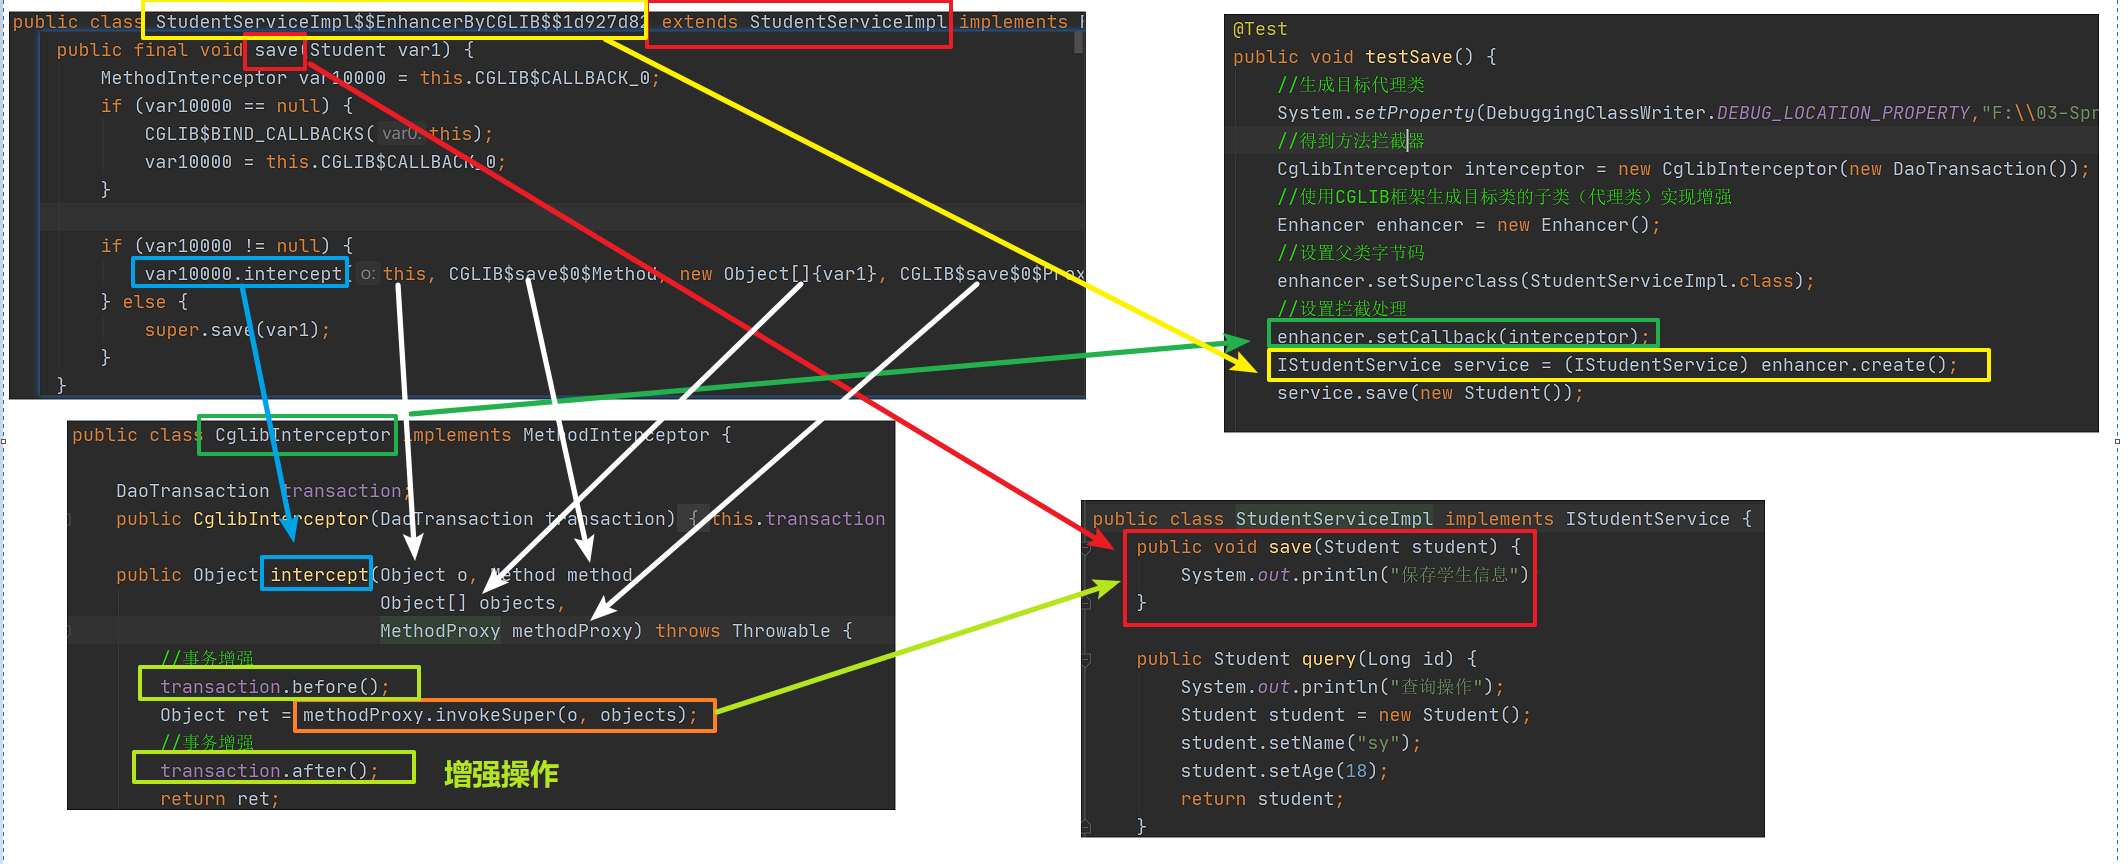 public class StudentServiceImpl$$EnhancerByCGLIB$$1d927d82 extends StudentServiceImpl implements
public final void save(Student var1) {
MethodInterceptor var10000 = this.CGLIB$CALLBACK_0;
if (var10000 == null) {
CGLIB$BIND_CALLBACKS( var0: this);
var10000 = this.CGLIB$CALLBACK_0;
}
if (var10000 != null) {
var10000.intercept( o: this, CGLIB$save$0$Method, new Object[]{var1}, CGLIB$save$0$Prox
} else {
super.save(var1);
}
}
@Test
public void testSave() {
//生成目标代理类
System.setProperty(DebuggingClassWriter.DEBUG_LOCATION_PROPERTY,"F:\\03-Spr
//得到方法拦截器
CglibInterceptor interceptor = new CglibInterceptor(new DaoTransaction());
//使用CGLIB框架生成目标类的子类（代理类）实现增强
Enhancer enhancer = new Enhancer();
//设置父类字节码
enhancer.setSuperclass(StudentServiceImpl.class);
//设置拦截处理
enhancer.setCallback(interceptor);
IStudentService service = (IStudentService) enhancer.create();
service.save(new Student());
public class CglibInterceptor implements MethodInterceptor {
DaoTransaction transaction;
public CglibInterceptor(DaoTransaction transaction) { this.transaction
public Object intercept(Object o, Method method,
Object[] objects,
MethodProxy methodProxy) throws Throwable {
//事务增强
transaction.before();
Object ret = methodProxy.invokeSuper(o, objects);
//事务增强
transaction.after();
增强操作
return ret;
public class StudentServiceImpl implements IStudentService {
public void save(Student student) {
System.out.println("保存学生信息")
}
public Student query(Long id) {
System.out.println("查询操作");
Student student = new Student();
student.setName("sy");
student.setAge(18);
return student;
}